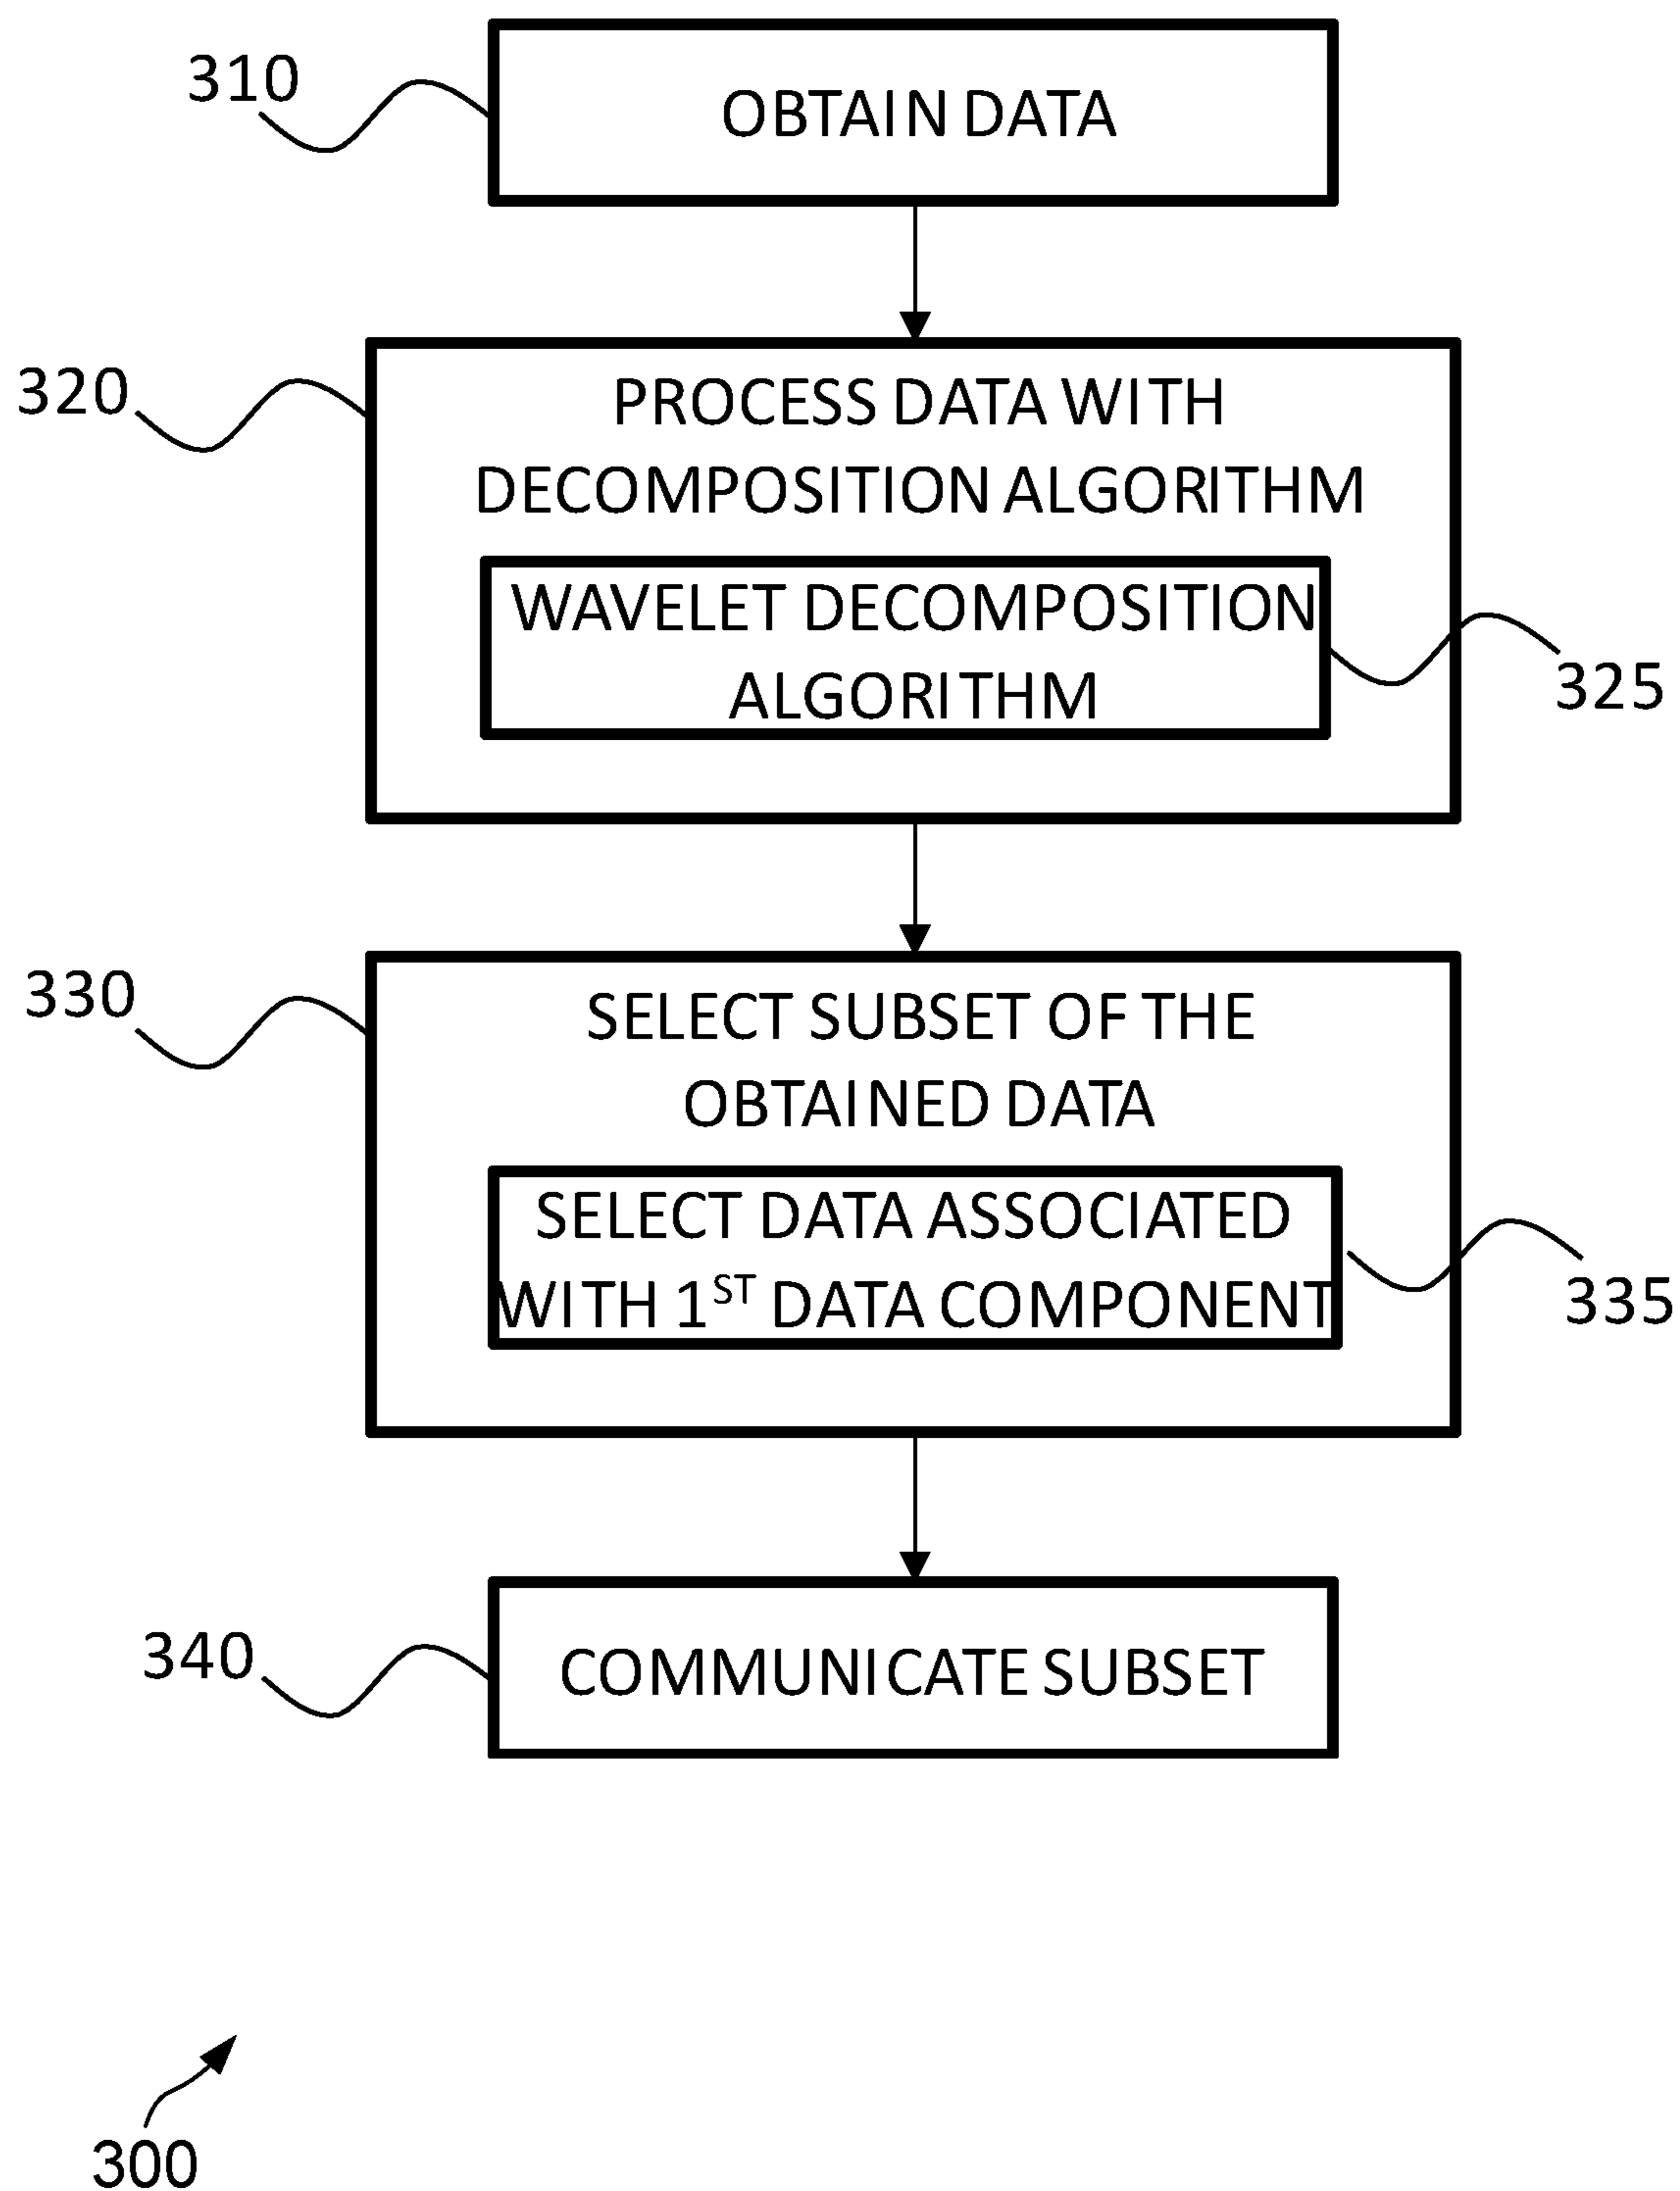 310
OBTAIN DATA
320
PROCESS DATA WITH
DECOMPOSITION ALGORITHM
WAVELET DECOMPOSITION
ALGORITHM
325
330
SELECT SUBSET OF THE
OBTAINED DATA
SELECT DATA ASSOCIATED
WITH 1ST DATA COMPONENT
335
340
COMMUNICATE SUBSET
300